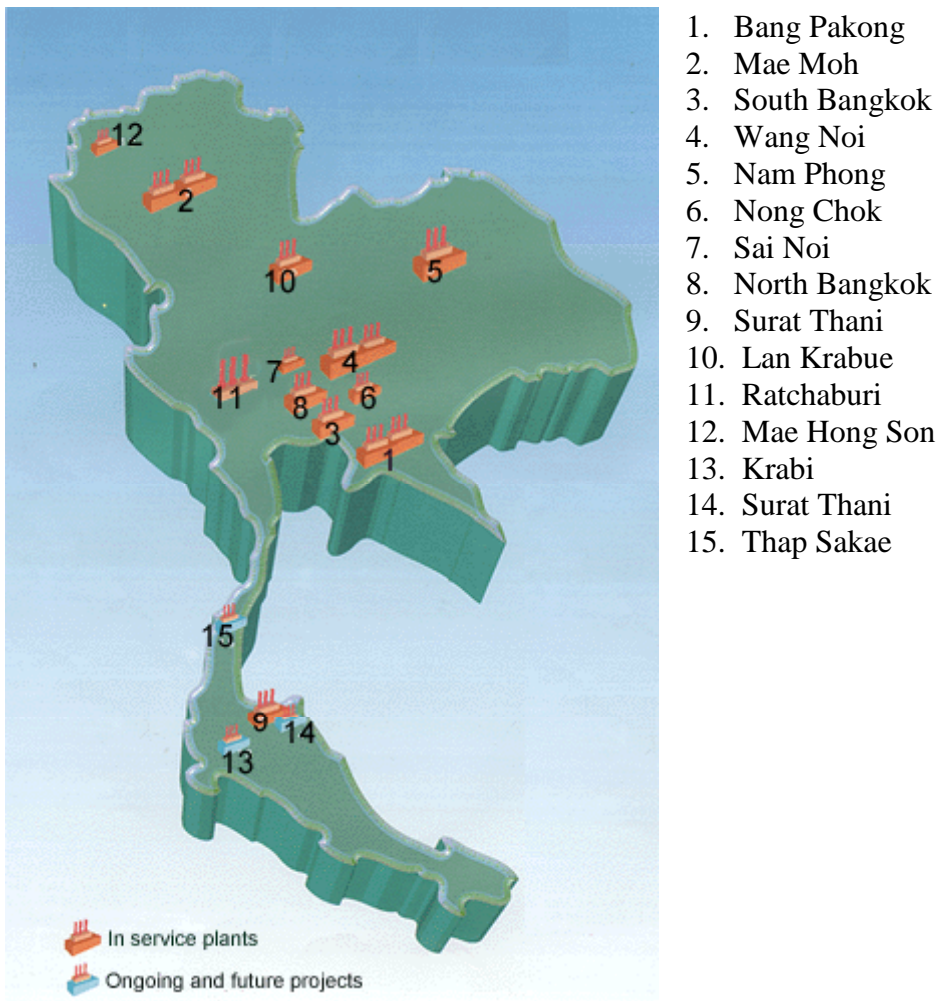 12
2
10
5
7
4
11
8
6
3
1
15
9
14
13
In service plants
Ongoing and future projects
1. Bang Pakong
2. Mae Moh
3. South Bangkok
4. Wang Noi
5. Nam Phong
6. Nong Chok
7. Sai Noi
8. North Bangkok
9. Surat Thani
10. Lan Krabue
11. Ratchaburi
12. Mae Hong Son
13. Krabi
14. Surat Thani
15. Thap Sakae